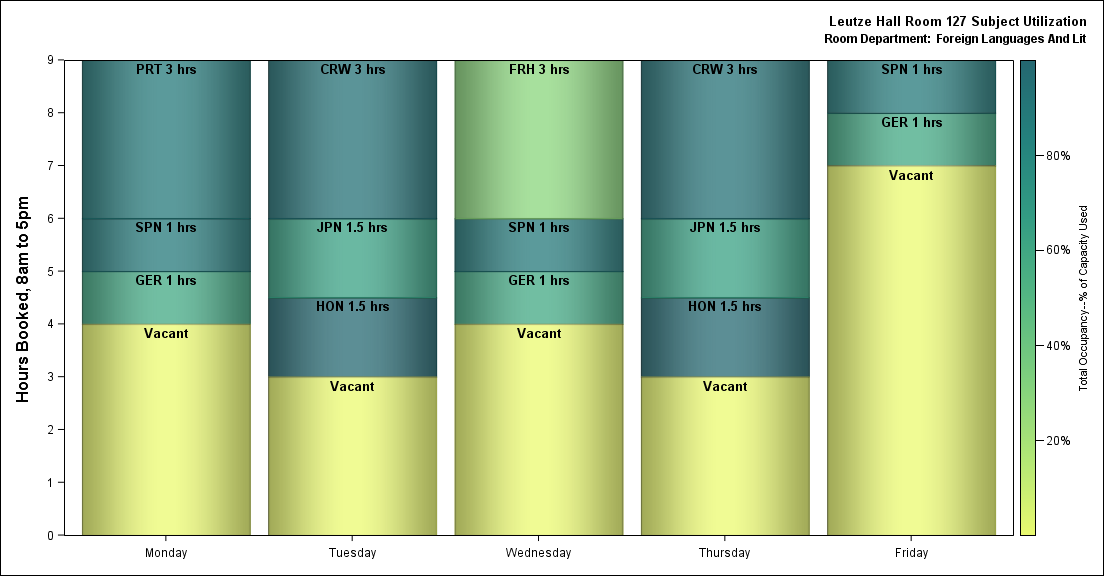 Leutze Hall Room 127 Subject Utilization
Room Department: Foreign Languages And Lit
Hours Booked, 8am to 5pm
9
8
7
6
5
4
3
2
1
0
PRT 3 hrs
SPN 1 hrs
GER 1 hrs
Vacant
CRW 3 hrs
JPN 1.5 hrs
HON 1.5 hrs
Vacant
FRH 3 hrs
SPN 1 hrs
GER 1 hrs
Vacant
CRW 3 hrs
JPN 1.5 hrs
HON 1.5 hrs
Vacant
SPN 1 hrs
GER 1 hrs
Vacant
Monday
Tuesday
Wednesday
Thursday
Friday
80%
60%
40%
20%
Total Occupancy--% of Capacity Used